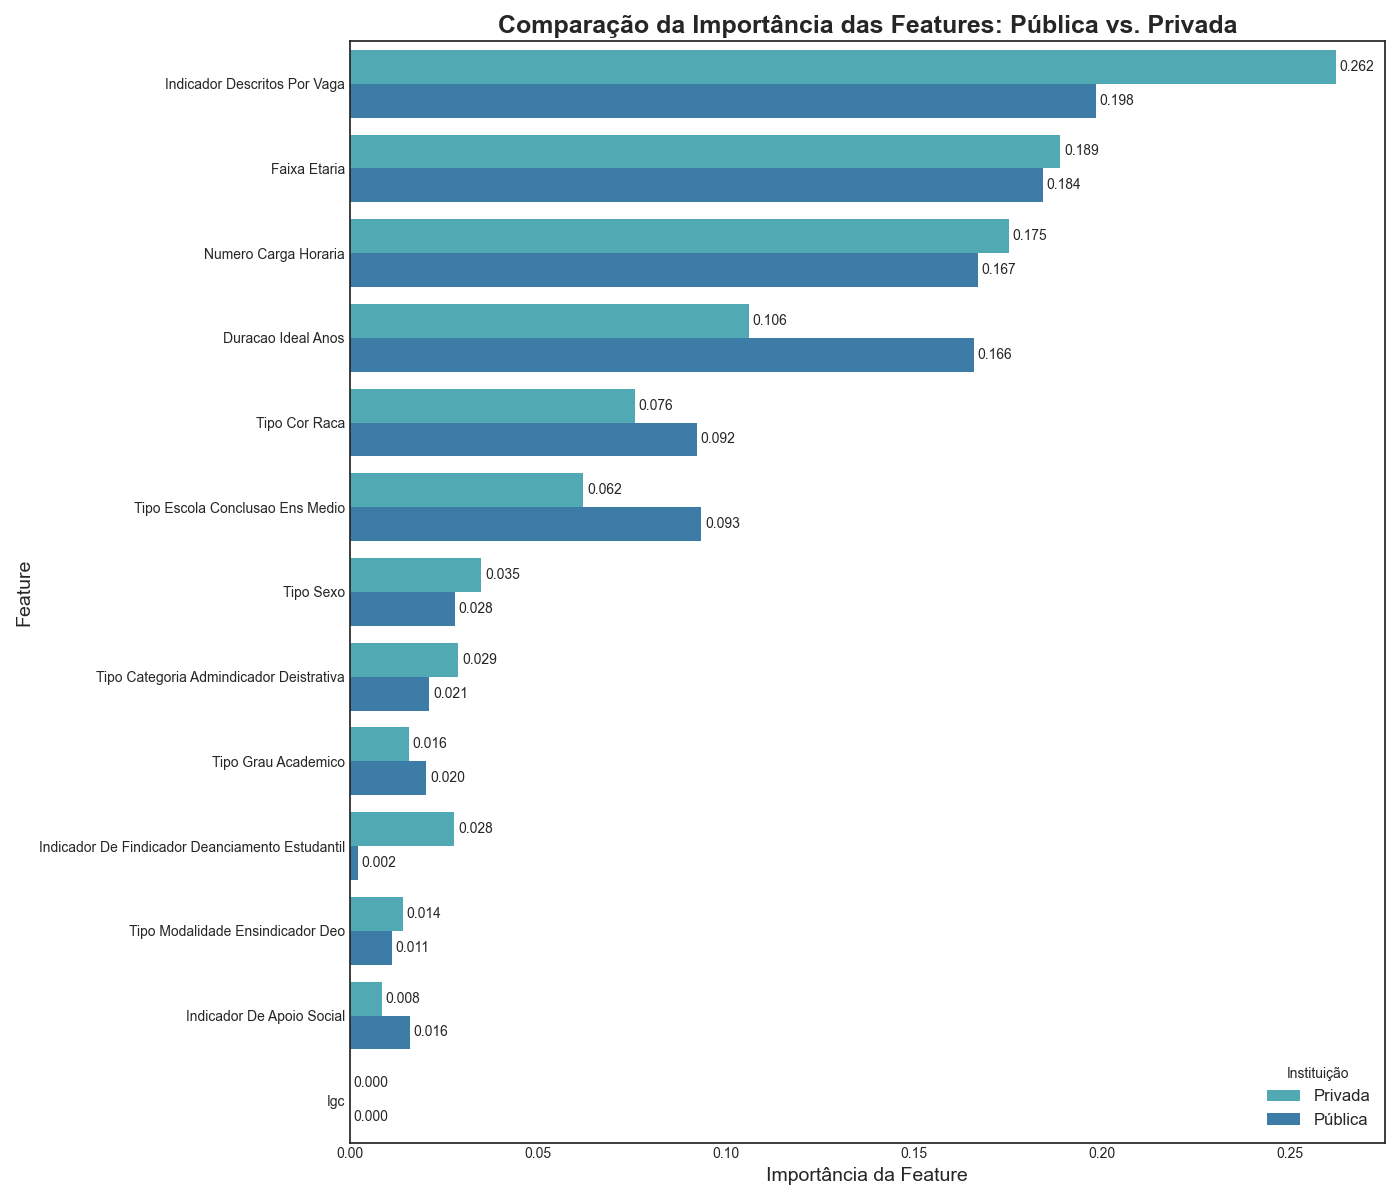 Comparação da Importância das Features: Pública vs. Privada
Indicador Descritos Por Vaga
0.262
0.198
Faixa Etaria
0.189
0.184
Numero Carga Horaria
0.175
0.167
Duracao Ideal Anos
0.106
0.166
Tipo Cor Raca
0.076
0.092
Tipo Escola Conclusao Ens Medio
0.062
0.093
Tipo Sexo
0.035
0.028
Tipo Categoria Admindicador Deistrativa
0.029
0.021
Tipo Grau Academico
0.016
0.020
Indicador De Findicador Deanciamento Estudantil
0.028
0.002
Tipo Modalidade Ensindicador Deo
0.014
0.011
Indicador De Apoio Social
0.008
0.016
Igc
0.000
0.000
Feature
Instituição
Privada
Pública
0.00 0.05 0.10 0.15 0.20 0.25
Importância da Feature